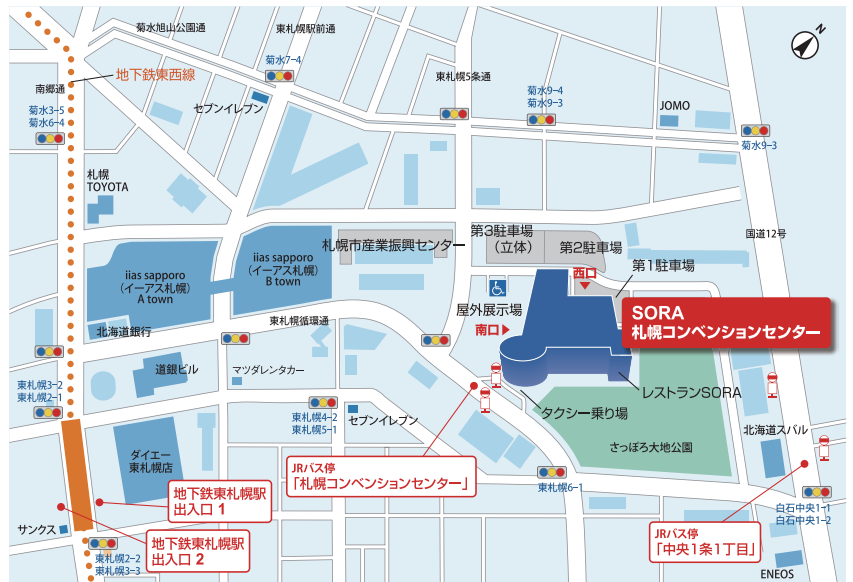 菊水旭山公園通
東札幌駅前通
N
菊水7-4
東札幌5条通
地下鉄東西線
南郷通
菊水3-5
菊水6-4
セブンイレブン
菊水9-4
菊水9-3
JOMO
菊水9-3
札幌
TOYOTA
国道12号
札幌市産業振興センター
第3駐車場
(立体)
第2駐車場
第1駐車場
iias sapporo
(イーアス札幌)
A town
iias sapporo
(イーアス札幌)
B town
西口
屋外展示場
南口
SORA
札幌コンベンションセンター
北海道銀行
東札幌循環通
道銀ビル
マツダレンタカー
東札幌3-2
東札幌2-1
東札幌4-2
東札幌5-1
セブンイレブン
レストランSORA
タクシー乗り場
さっぽろ大地公園
北海道スバル
ダイエー
東札幌店
JRバス停
「札幌コンベンションセンター」
東札幌6-1
地下鉄東札幌駅
出入口 1
サンクス
地下鉄東札幌駅
出入口 2
白石中央1-1
白石中央1-2
JRバス停
「中央1条1丁目」
東札幌2-2
東札幌3-3
ENEOS